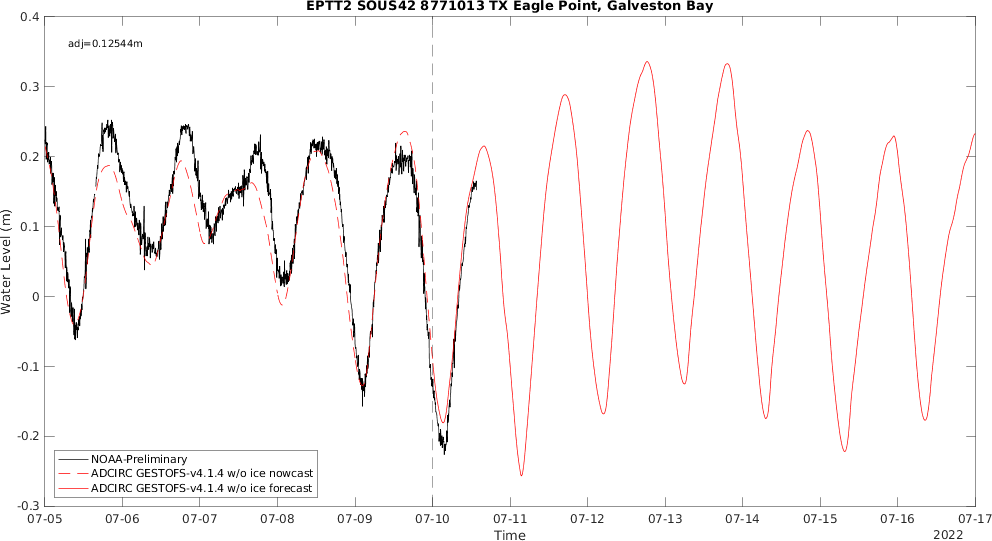 EPTT2 SOUS42 8771013 TX Eagle Point, Galveston Bay
adj=0.12544m
0.4
0.3
0.2
0.1
0
-0.1
-0.2
-0.3
Water Level (m)
NOAA-Preliminary
ADCIRC GESTOFS-v4.1.4 w/o ice nowcast
ADCIRC GESTOFS-v4.1.4 w/o ice forecast
07-05 07-06 07-07 07-08 07-09 07-10 07-11 07-12 07-13 07-14 07-15 07-16 07-17
Time
2022